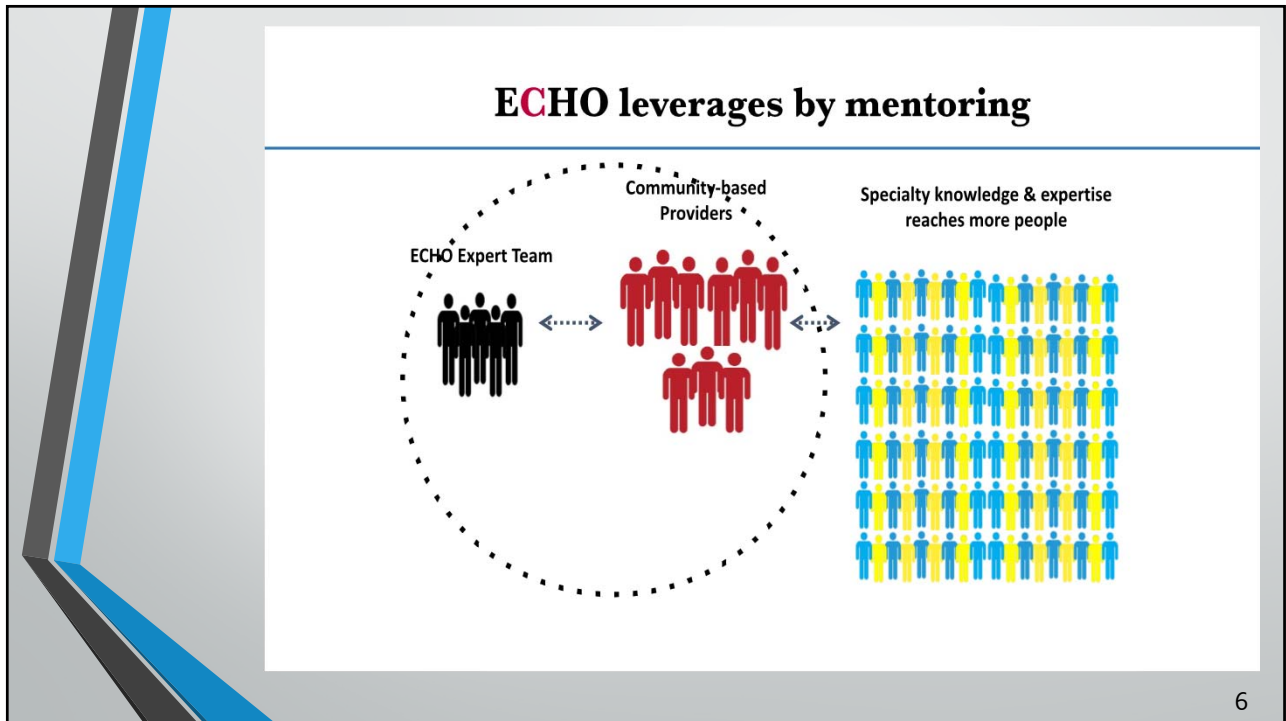 ECHO leverages by mentoring
Community-based
Providers
Specialty knowledge & expertise
reaches more people
ECHO Expert Team
6